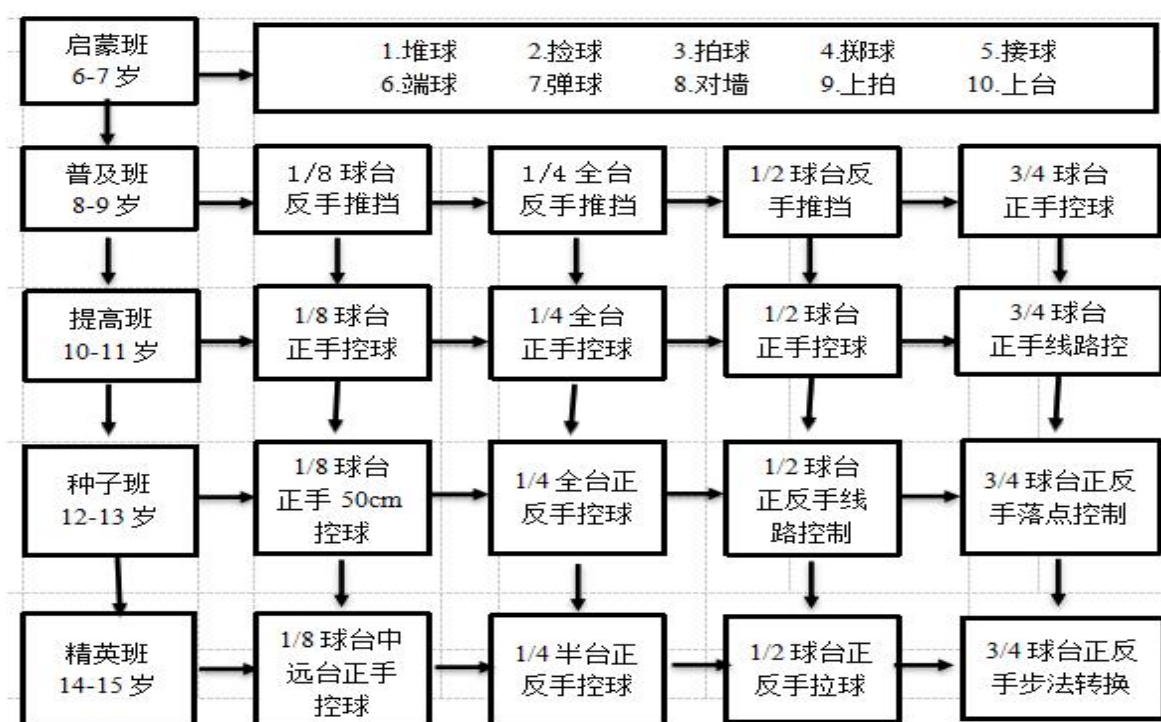 启蒙班
6-7 岁
1.堆球 2.捡球 3.拍球 4.掷球 5.接球
6.端球 7.弹球 8.对墙 9.上拍 10.上台
普及班
8-9 岁
1/8 球台
反手推挡
1/4 全台
反手推挡
1/2 球台反
手推挡
3/4 球台
正手控球
提高班
10-11 岁
1/8 球台
正手控球
1/4 全台
正手控球
1/2 球台
正手控球
3/4 球台
正手线路控
种子班
12-13 岁
1/8 球台
正手 50cm
控球
1/4 全台正
反手控球
1/2 球台
正反手线
路控制
3/4 球台正反
手落点控制
精英班
14-15 岁
1/8 球台中
远台正手
控球
1/4 半台正
反手控球
1/2 球台正
反手拉球
3/4 球台正反
手步法转换